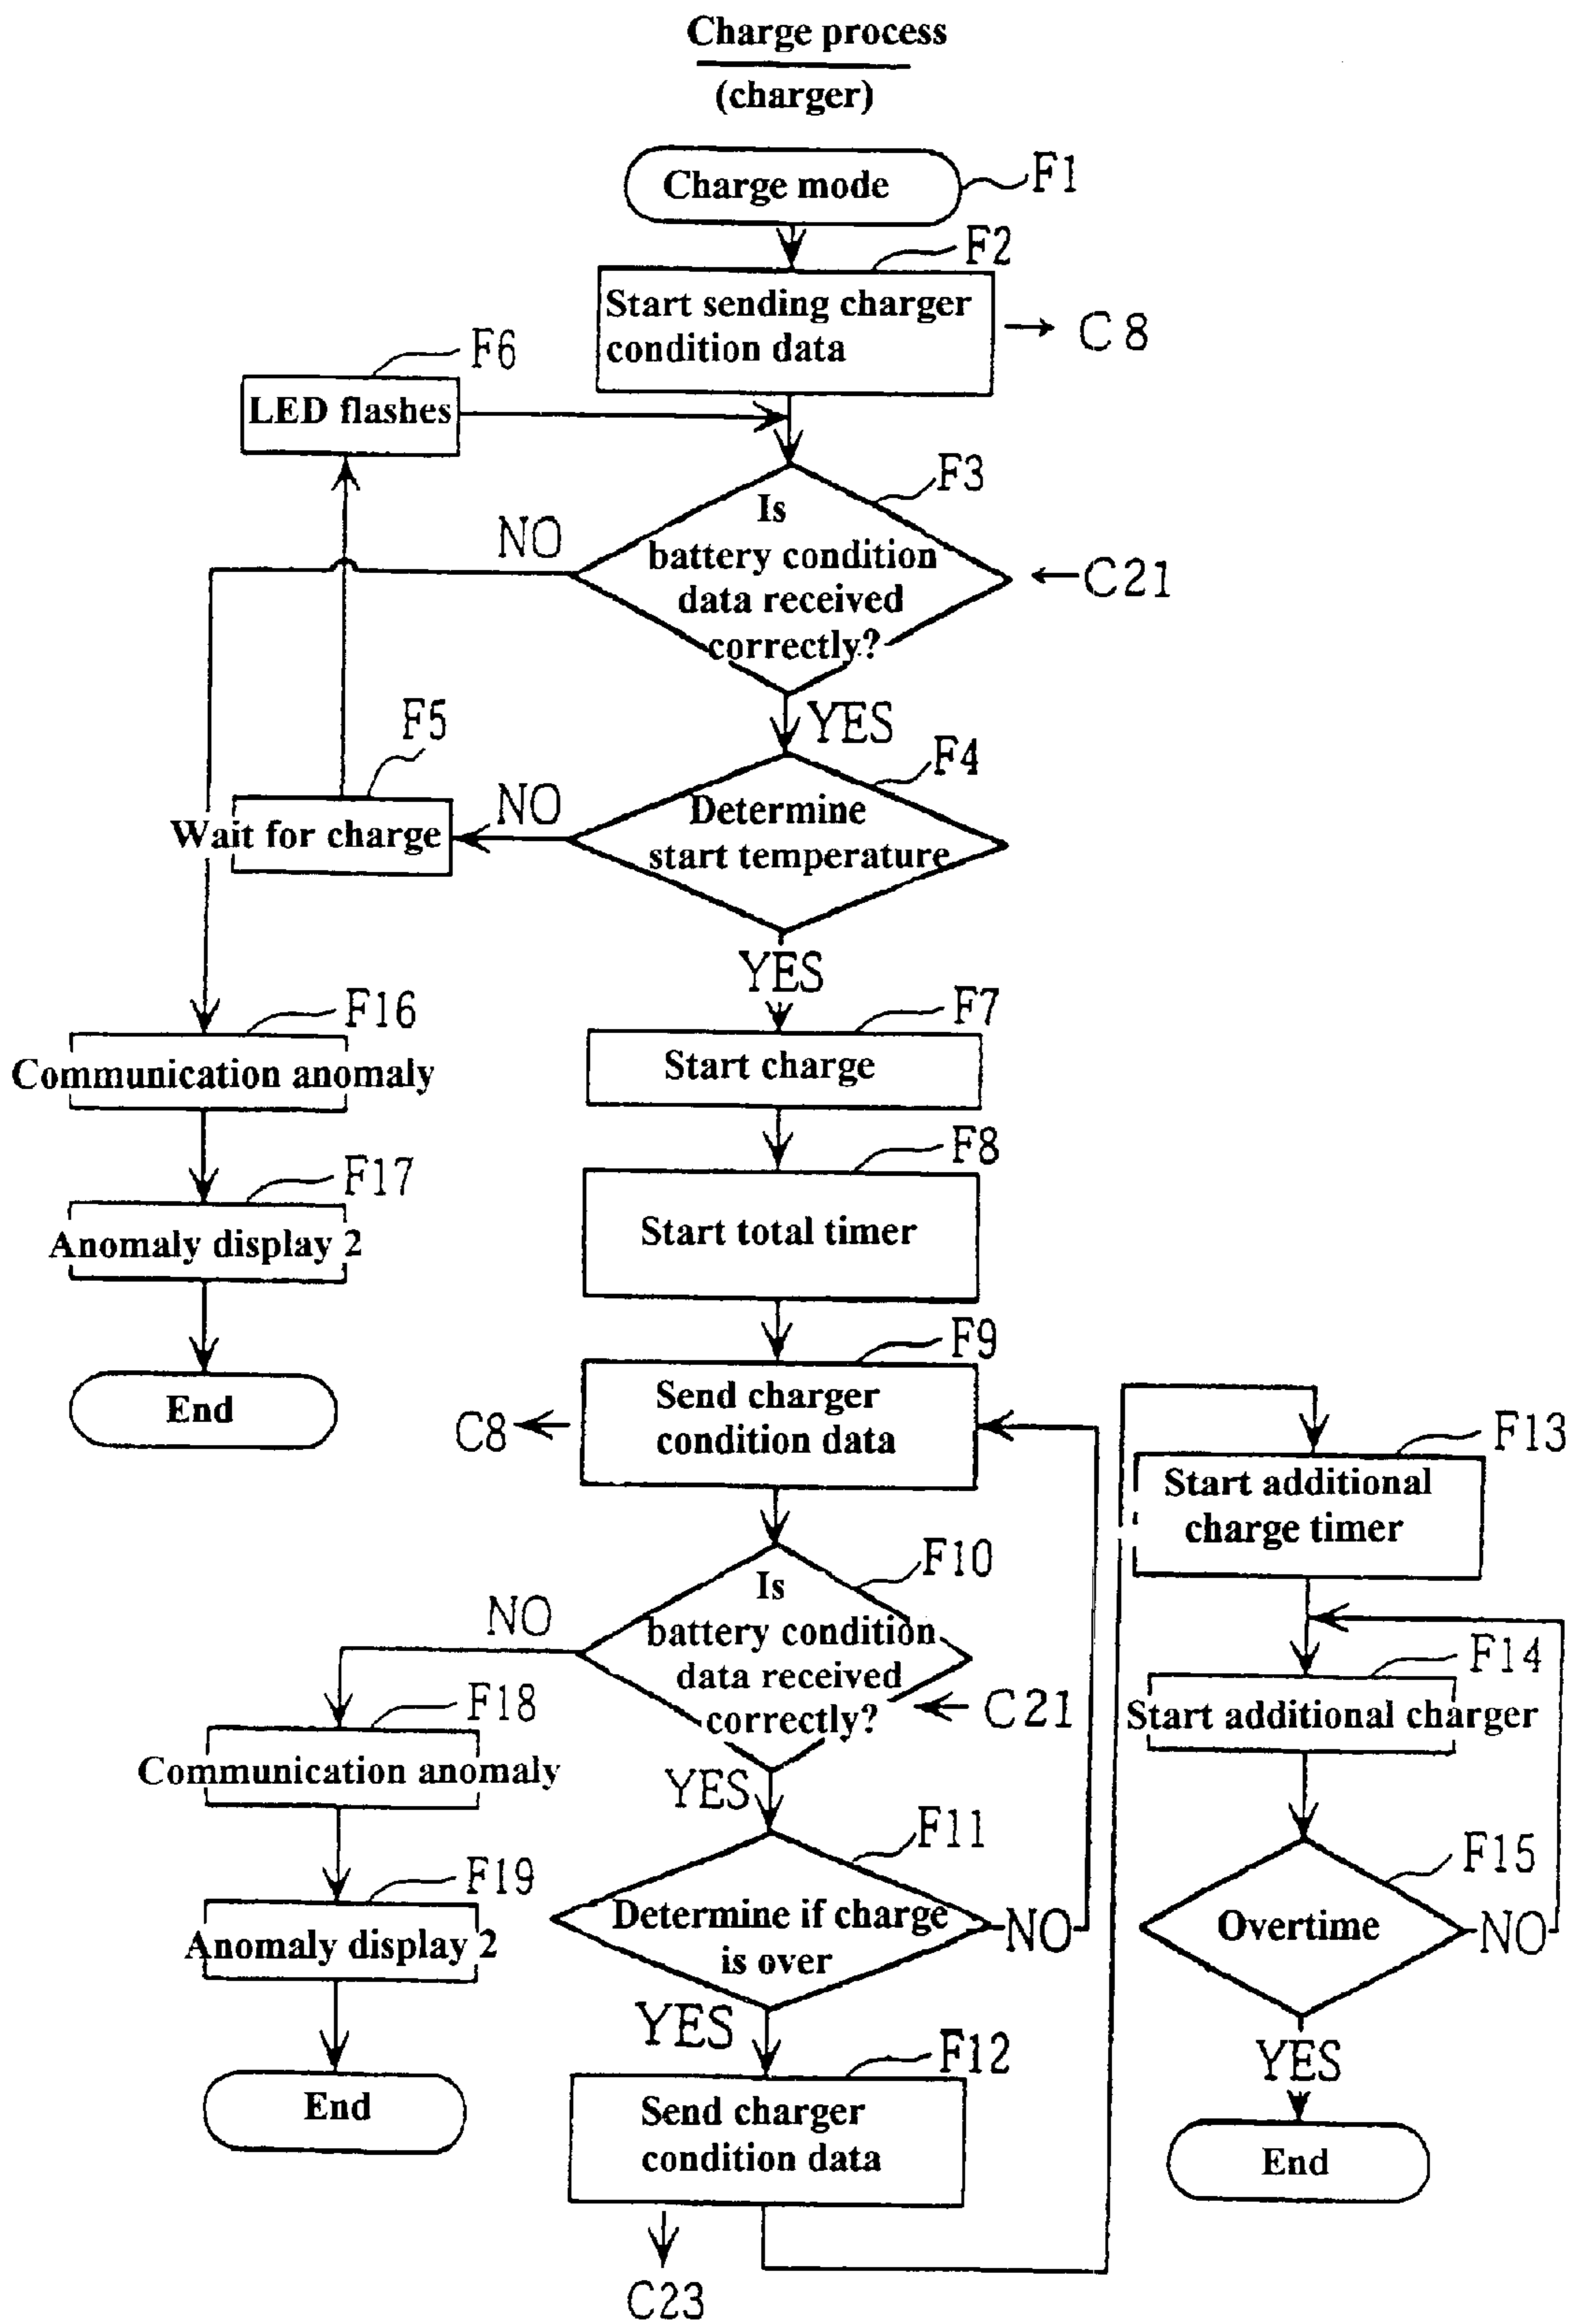 Charge process
(charger)
Charge mode
F1
F2
Start sending charger
condition data
C8
F6
LED flashes
F3
Is
battery condition
data received
correctly?
NO
C21
YES
F5
Wait for charge
NO
F4
Determine
start temperature
YES
F16
Communication anomaly
F7
Start charge
F17
Anomaly display 2
F8
Start total timer
End
F9
Send charger
condition data
C8
F13
Start additional
charge timer
F10
Is
battery condition
data received
correctly?
NO
C21
YES
F14
Start additional charger
F18
Communication anomaly
F11
Determine if charge
is over
NO
YES
F15
Overtime
NO
YES
F19
Anomaly display 2
End
F12
Send charger
condition data
End
C23